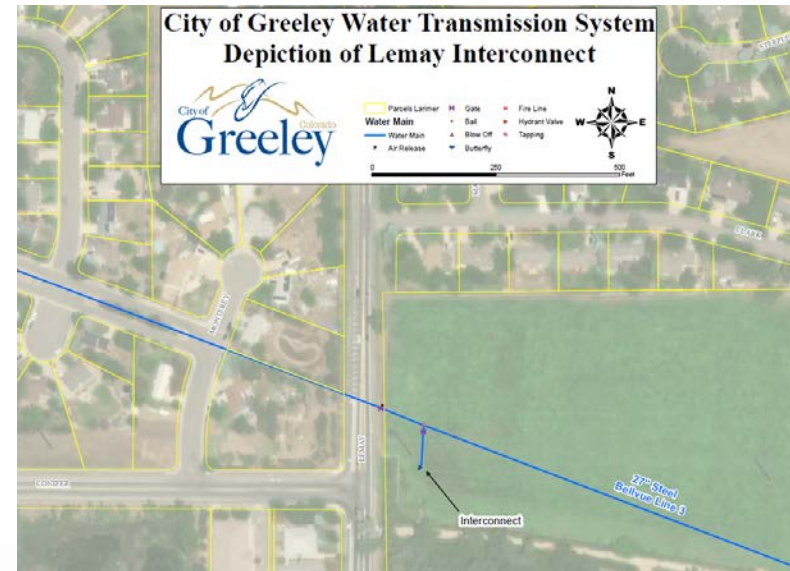 City of Greeley Water Transmission System
Depiction of Lemay Interconnect
City of
Greeley
Colorado
Parcels Larimer
Water Main
Water Main
Air Release
Gate
Ball
Blow Off
Butterfly
Fire Line
Hydrant Valve
Tapping
N
W E
S
0 250 500
Feet
CLARK
LEMAY
CONIFER
27" Steel
Bellvue Line 3
Interconnect